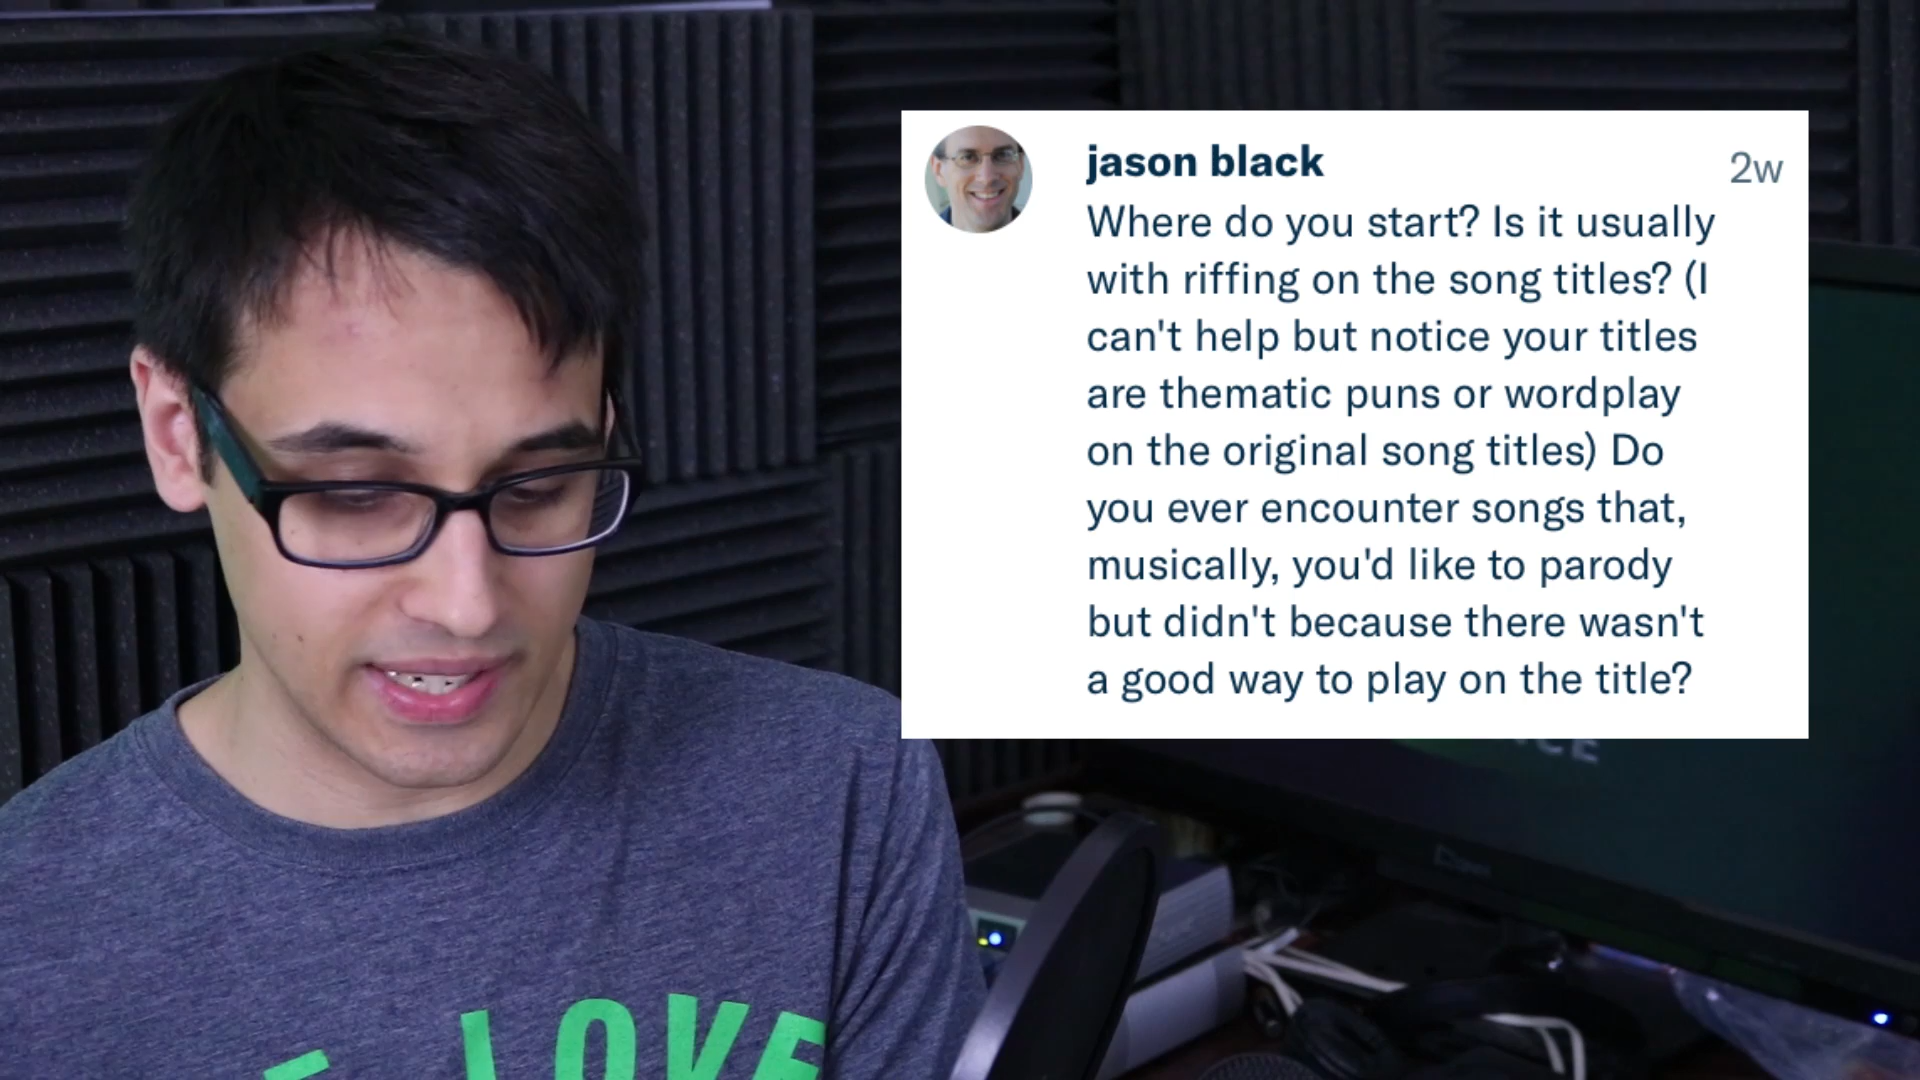 jason black
2w
Where do you start? Is it usually
with riffing on the song titles? (I
can't help but notice your titles
are thematic puns or wordplay
on the original song titles) Do
you ever encounter songs that,
musically, you'd like to parody
but didn't because there wasn't
a good way to play on the title?
LOVE